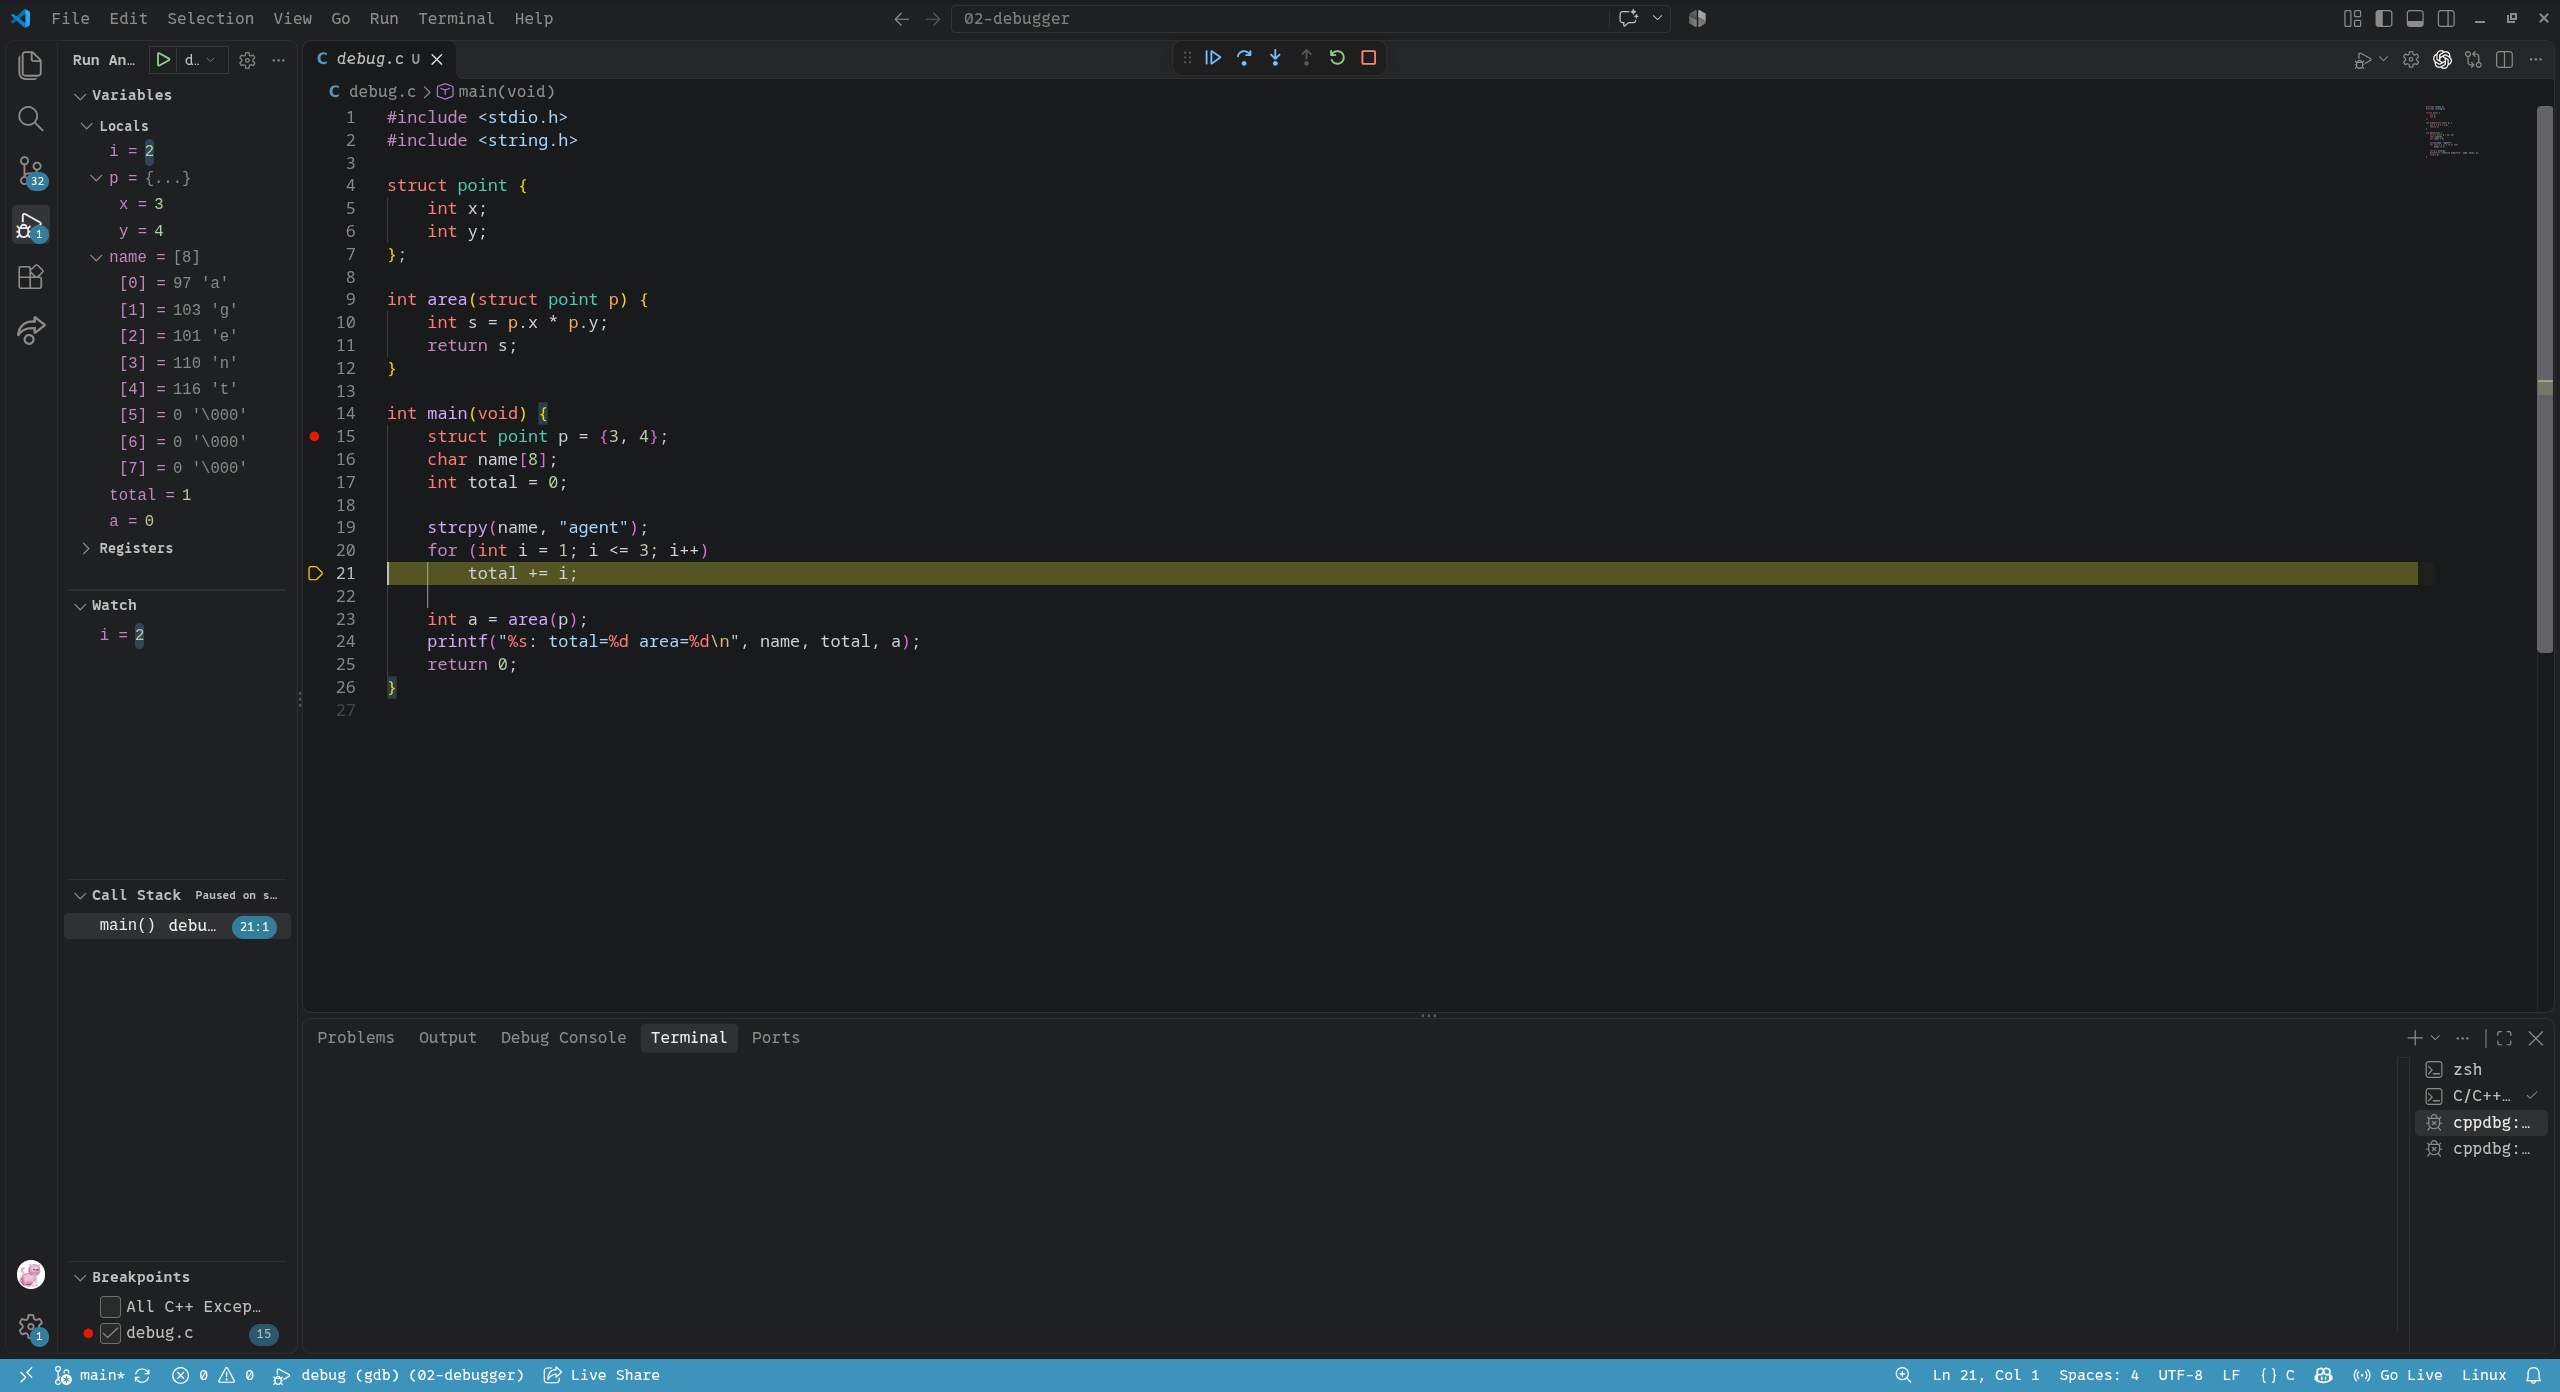 File Edit Selection View Go Run Terminal Help
02-debugger
Run An… d…
debug.c U
debug.c > main(void)
Variables
Locals
i = 2
p = {...}
x = 3
y = 4
name = [8]
[0] = 97 'a'
[1] = 103 'g'
[2] = 101 'e'
[3] = 110 'n'
[4] = 116 't'
[5] = 0 '\000'
[6] = 0 '\000'
[7] = 0 '\000'
total = 1
a = 0
Registers
Watch
i = 2
Call Stack Paused on s…
main() debu… 21:1
Breakpoints
All C++ Excep…
debug.c 15
32
1
1
1 #include <stdio.h>
2 #include <string.h>
3
4 struct point {
5 int x;
6 int y;
7 };
8
9 int area(struct point p) {
10 int s = p.x * p.y;
11 return s;
12 }
13
14 int main(void) {
15 struct point p = {3, 4};
16 char name[8];
17 int total = 0;
18
19 strcpy(name, "agent");
20 for (int i = 1; i <= 3; i++)
21 total += i;
22
23 int a = area(p);
24 printf("%s: total=%d area=%d\n", name, total, a);
25 return 0;
26 }
27
Problems Output Debug Console Terminal Ports
zsh
C/C++…
cppdbg:…
cppdbg:…
main* 0 0 debug (gdb) (02-debugger) Live Share Ln 21, Col 1 Spaces: 4 UTF-8 LF {} C Go Live Linux